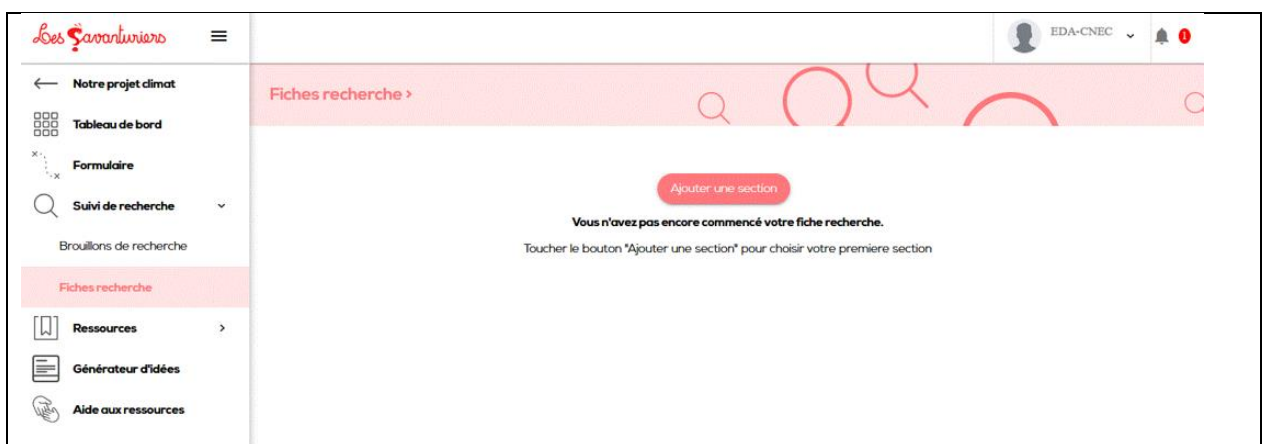 Les Savanturiers
EDA-CNEC
1
Notre projet climat
Tableau de bord
Formulaire
Suivi de recherche
Brouillons de recherche
Fiches recherche
Ressources
Générateur d'idées
Aide aux ressources
Fiches recherche >
Ajouter une section
Vous n'avez pas encore commencé votre fiche recherche.
Toucher le bouton "Ajouter une section" pour choisir votre premiere section